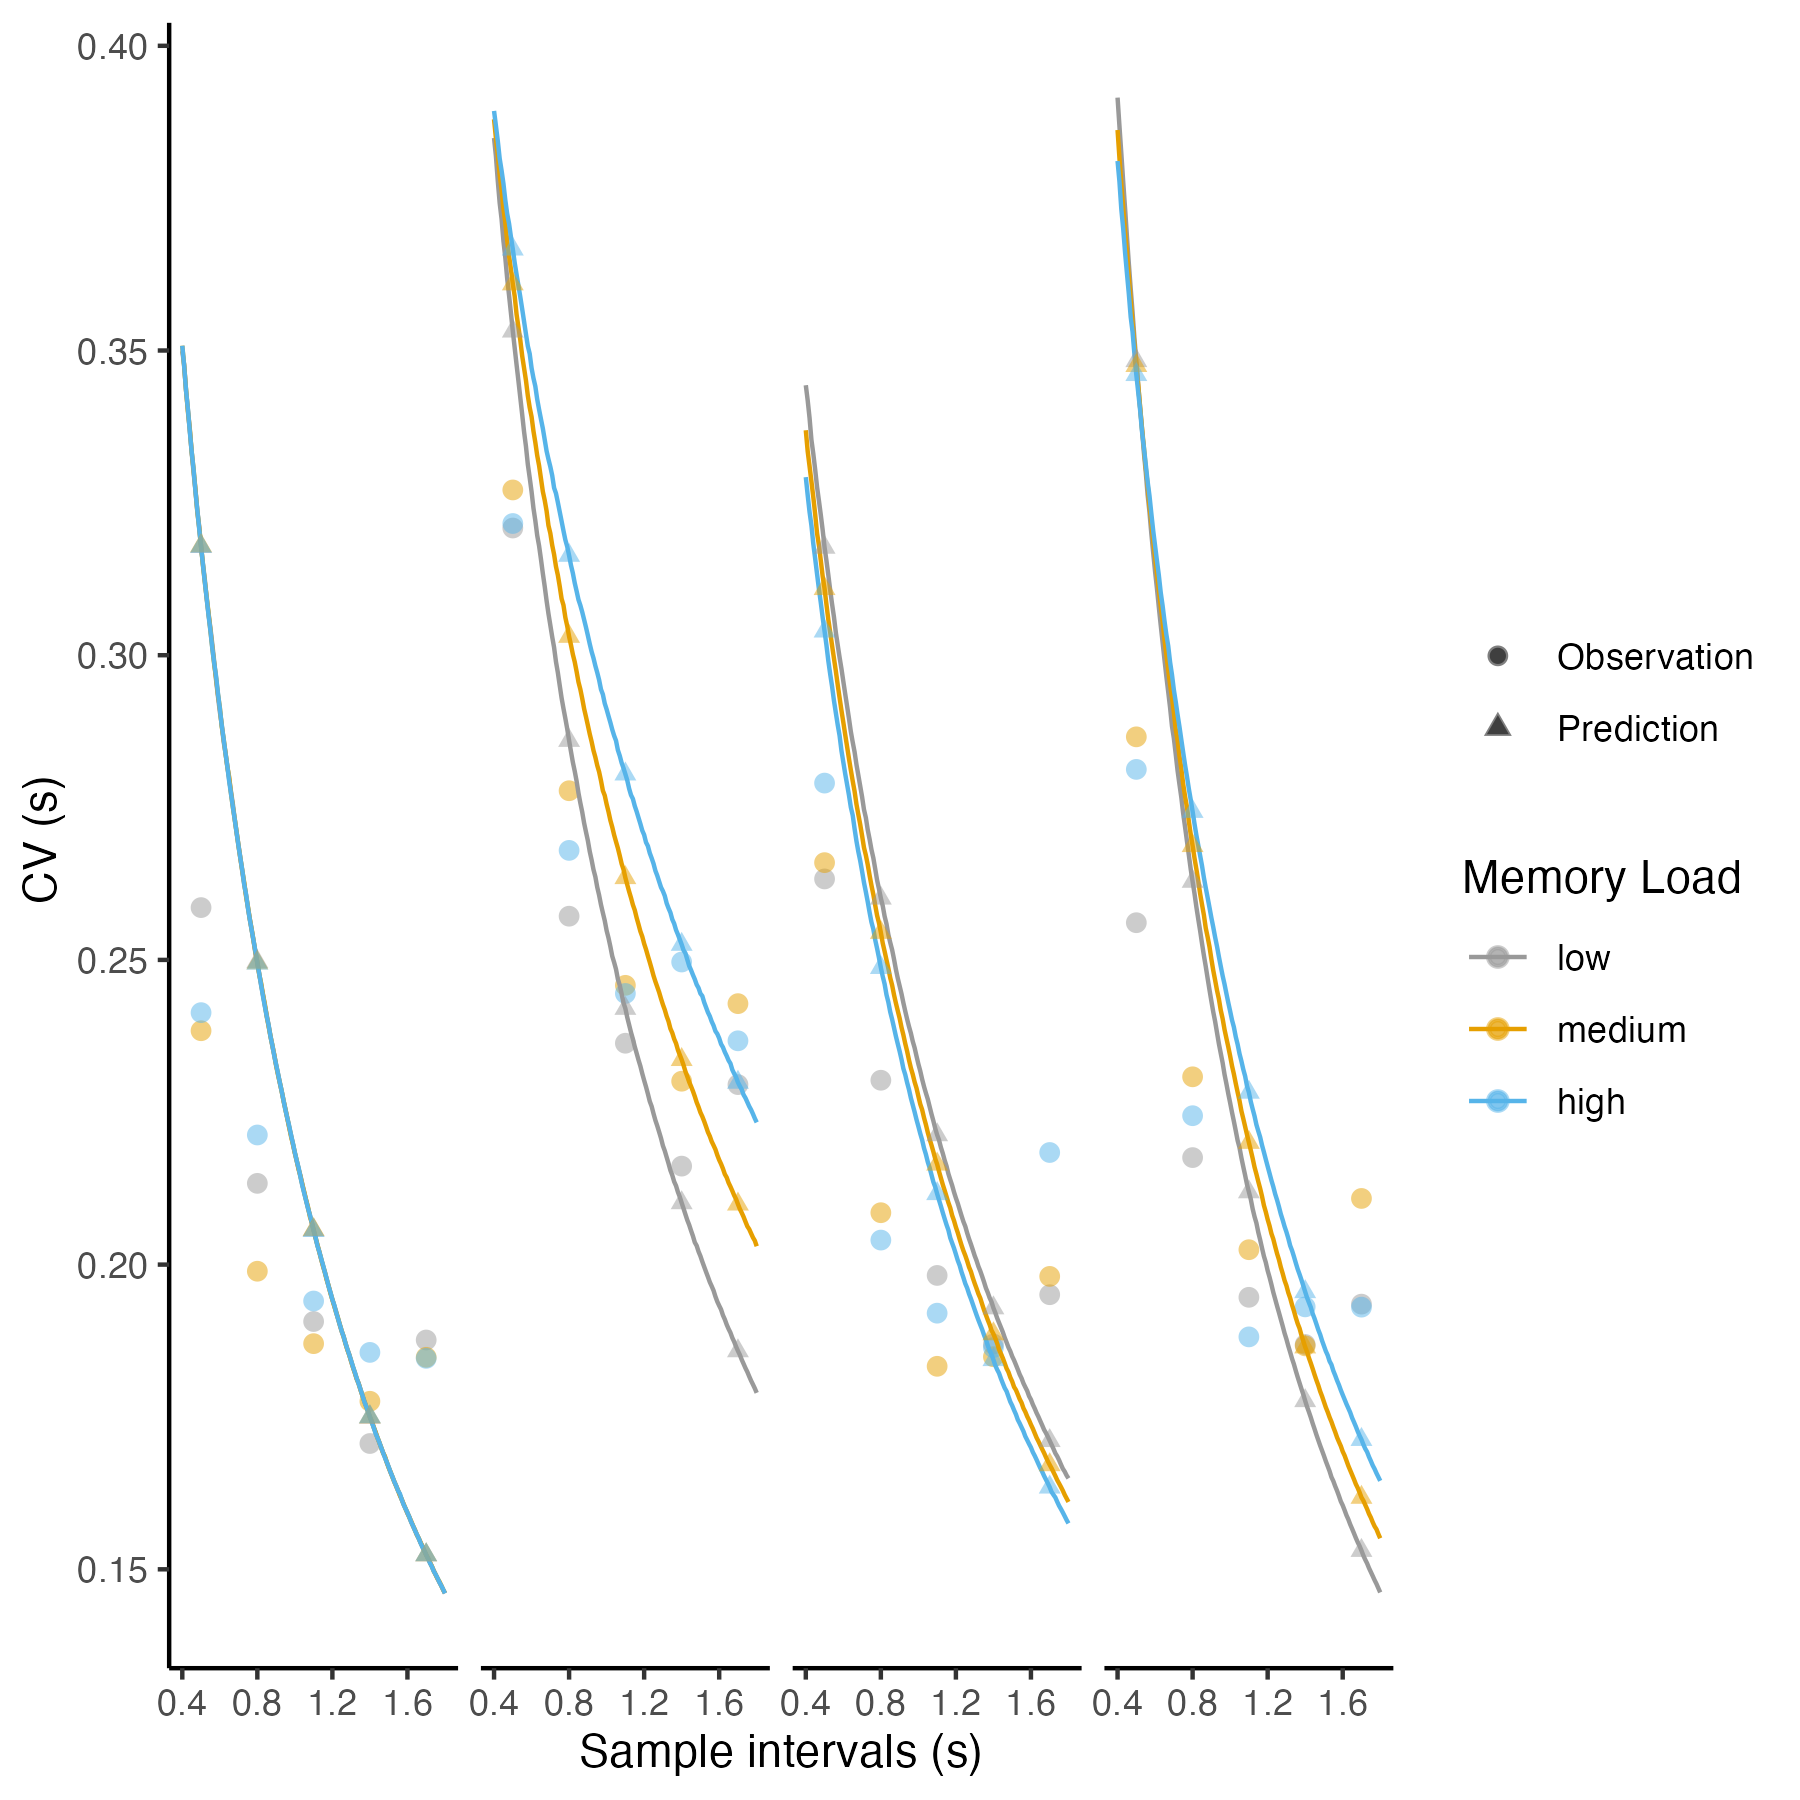 0.40
0.35
0.30
0.25
0.20
0.15
CV (s)
0.4 0.8 1.2 1.6 0.4 0.8 1.2 1.6 0.4 0.8 1.2 1.6 0.4 0.8 1.2 1.6
Sample intervals (s)
Observation
Prediction
Memory Load
low
medium
high